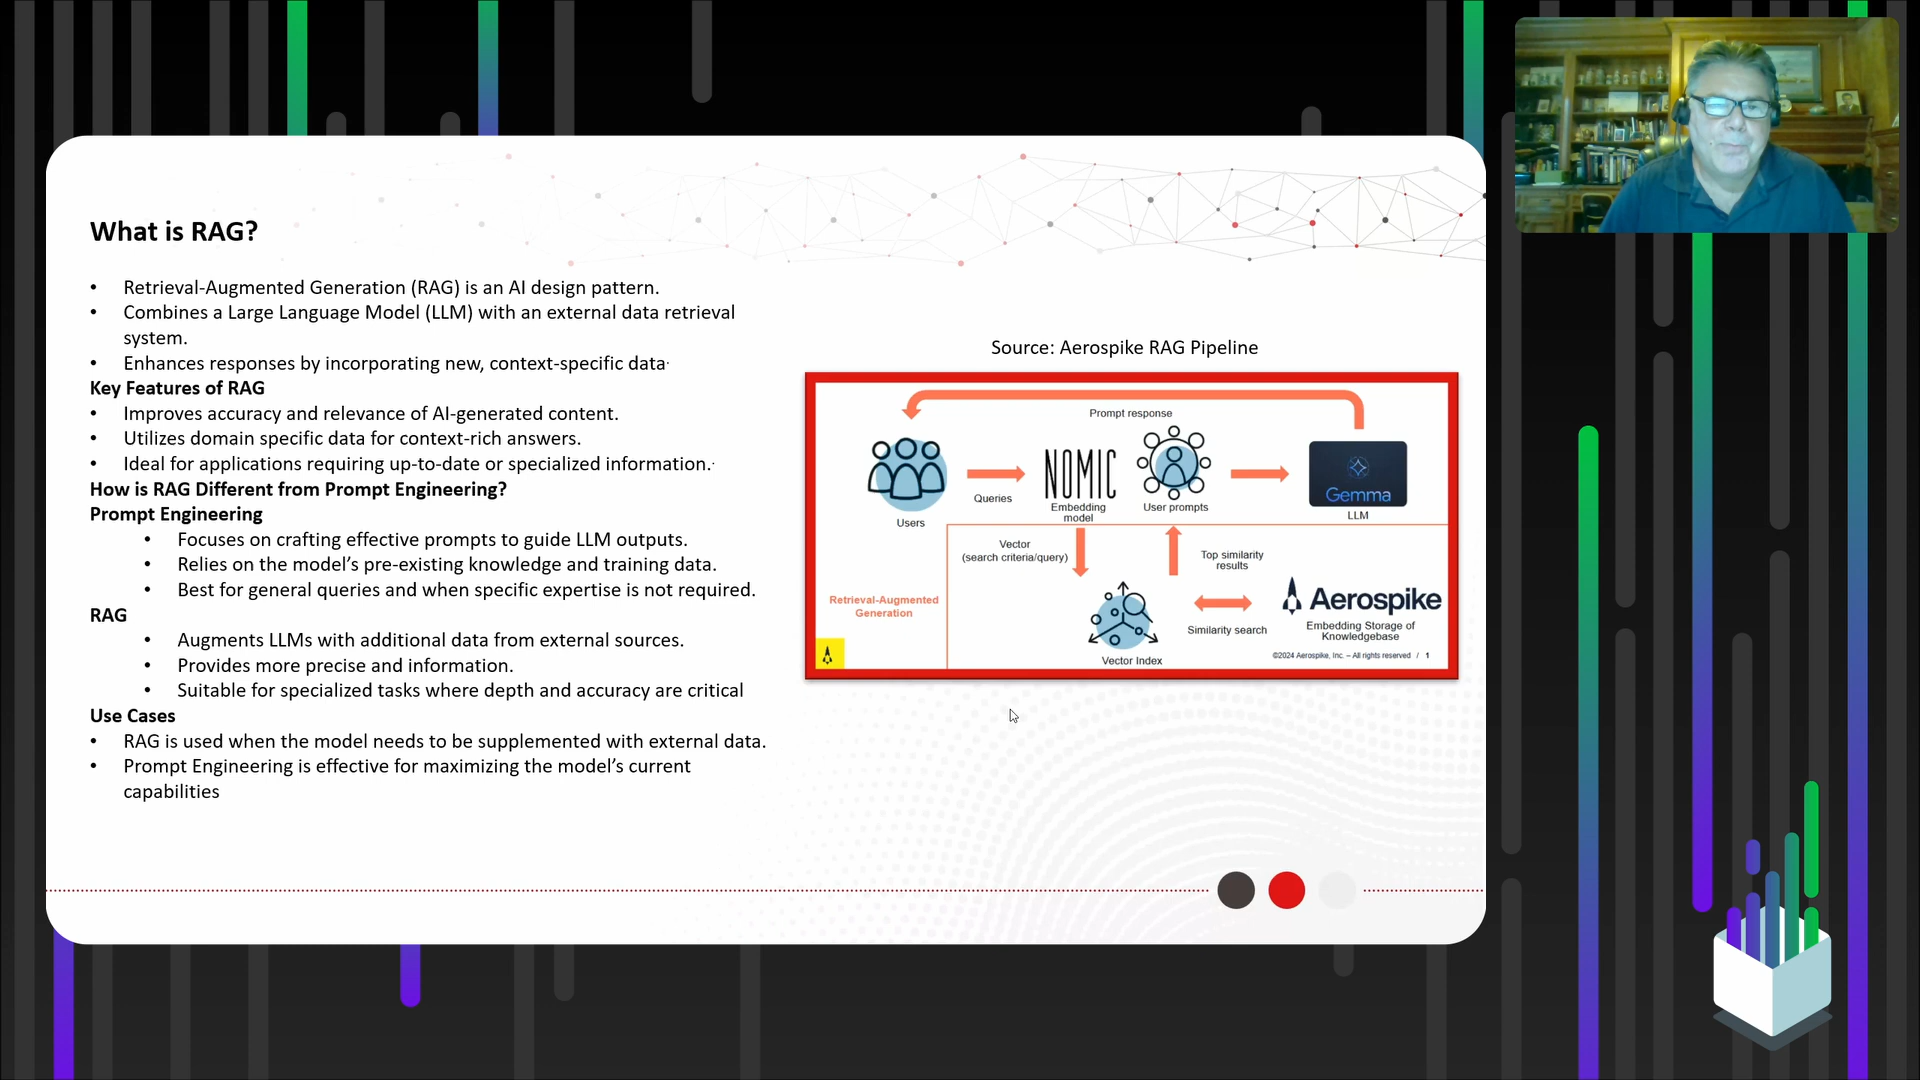 What is RAG?
• Retrieval-Augmented Generation (RAG) is an AI design pattern.
• Combines a Large Language Model (LLM) with an external data retrieval
system.
• Enhances responses by incorporating new, context-specific data.
Key Features of RAG
• Improves accuracy and relevance of AI-generated content.
• Utilizes domain specific data for context-rich answers.
• Ideal for applications requiring up-to-date or specialized information..
How is RAG Different from Prompt Engineering?
Prompt Engineering
• Focuses on crafting effective prompts to guide LLM outputs.
• Relies on the model’s pre-existing knowledge and training data.
• Best for general queries and when specific expertise is not required.
RAG
• Augments LLMs with additional data from external sources.
• Provides more precise and information.
• Suitable for specialized tasks where depth and accuracy are critical
Use Cases
• RAG is used when the model needs to be supplemented with external data.
• Prompt Engineering is effective for maximizing the model’s current
capabilities
Source: Aerospike RAG Pipeline
Prompt response
Users
Queries
NOMIC
Embedding
model
User prompts
Gemma
LLM
Vector
(search criteria/query)
Top similarity
results
Retrieval-Augmented
Generation
Vector Index
Similarity search
Aerospike
Embedding Storage of
Knowledgebase
©2024 Aerospike, Inc. – All rights reserved / 1